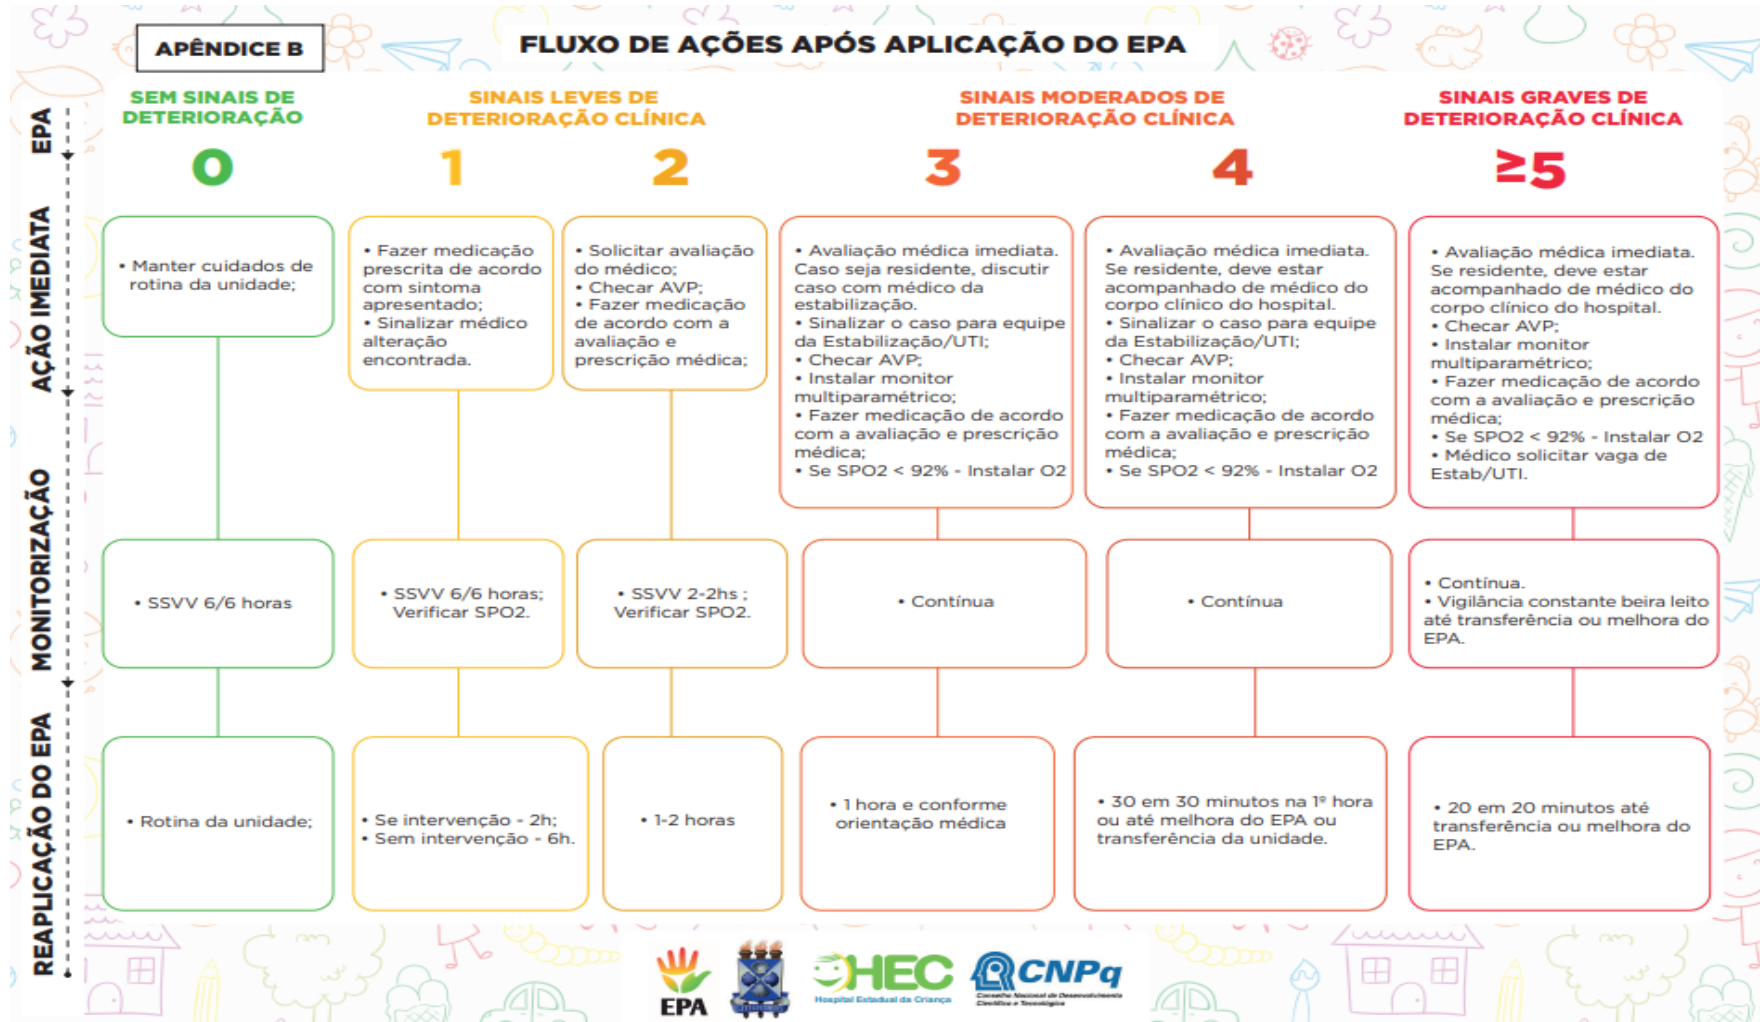 APÊNDICE B
FLUXO DE AÇÕES APÓS APLICAÇÃO DO EPA
EPA
SEM SINAIS DE
DETERIORAÇÃO
0
SINAIS LEVES DE
DETERIORAÇÃO CLÍNICA
1
2
SINAIS MODERADOS DE
DETERIORAÇÃO CLÍNICA
3
4
SINAIS GRAVES DE
DETERIORAÇÃO CLÍNICA
≥5
AÇÃO IMEDIATA
• Manter cuidados de
rotina da unidade;
• Fazer medicação
prescrita de acordo
com sintoma
apresentado;
• Sinalizar médico
alteração
encontrada.
• Solicitar avaliação
do médico;
• Checar AVP;
• Fazer medicação
de acordo com a
avaliação e
prescrição médica;
• Avaliação médica imediata.
Caso seja residente, discutir
caso com médico da
estabilização.
• Sinalizar o caso para equipe
da Estabilização/UTI;
• Checar AVP;
• Instalar monitor
multiparamétrico;
• Fazer medicação de acordo
com a avaliação e prescrição
médica;
• Se SPO2 < 92% - Instalar O2
• Avaliação médica imediata.
Se residente, deve estar
acompanhado de médico do
corpo clínico do hospital.
• Sinalizar o caso para equipe
da Estabilização/UTI;
• Checar AVP;
• Instalar monitor
multiparamétrico;
• Fazer medicação de acordo
com a avaliação e prescrição
médica;
• Se SPO2 < 92% - Instalar O2
• Avaliação médica imediata.
Se residente, deve estar
acompanhado de médico do
corpo clínico do hospital.
• Checar AVP;
• Instalar monitor
multiparamétrico;
• Fazer medicação de acordo
com a avaliação e prescrição
médica;
• Se SPO2 < 92% - Instalar O2
• Médico solicitar vaga de
Estab/UTI.
MONITORIZAÇÃO
• SSVV 6/6 horas
• SSVV 6/6 horas;
Verificar SPO2.
• SSVV 2-2hs ;
Verificar SPO2.
• Contínua
• Contínua
• Contínua.
• Vigilância constante beira leito
até transferência ou melhora do
EPA.
REAPLICAÇÃO DO EPA
• Rotina da unidade;
• Se intervenção - 2h;
• Sem intervenção - 6h.
• 1-2 horas
• 1 hora e conforme
orientação médica
• 30 em 30 minutos na 1º hora
ou até melhora do EPA ou
transferência da unidade.
• 20 em 20 minutos até
transferência ou melhora do
EPA.
EPA
HEC
Hospital Estadual da Criança
CNPq
Conselho Nacional de Desenvolvimento
Científico e Tecnológico